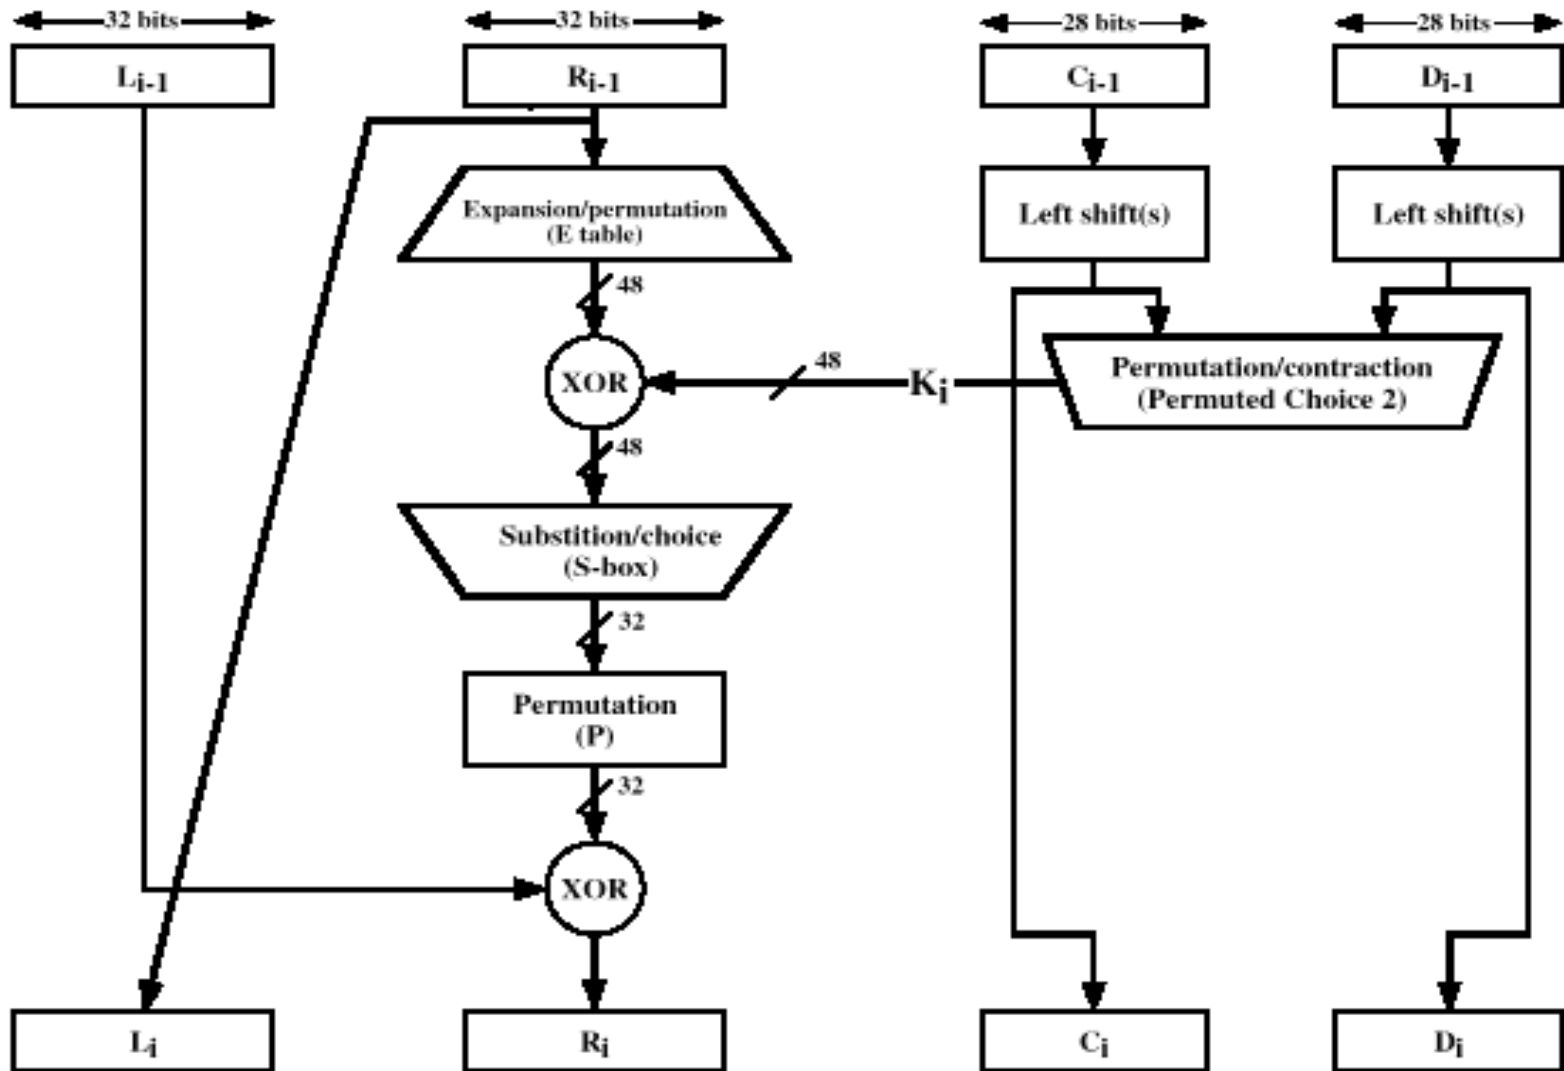 32 bits
32 bits
28 bits
28 bits
Li-1
Ri-1
Ci-1
Di-1
Expansion/permutation
(E table)
Left shift(s)
Left shift(s)
48
XOR
48
Ki
Permutation/contraction
(Permuted Choice 2)
48
Substition/choice
(S-box)
32
Permutation
(P)
32
XOR
Li
Ri
Ci
Di